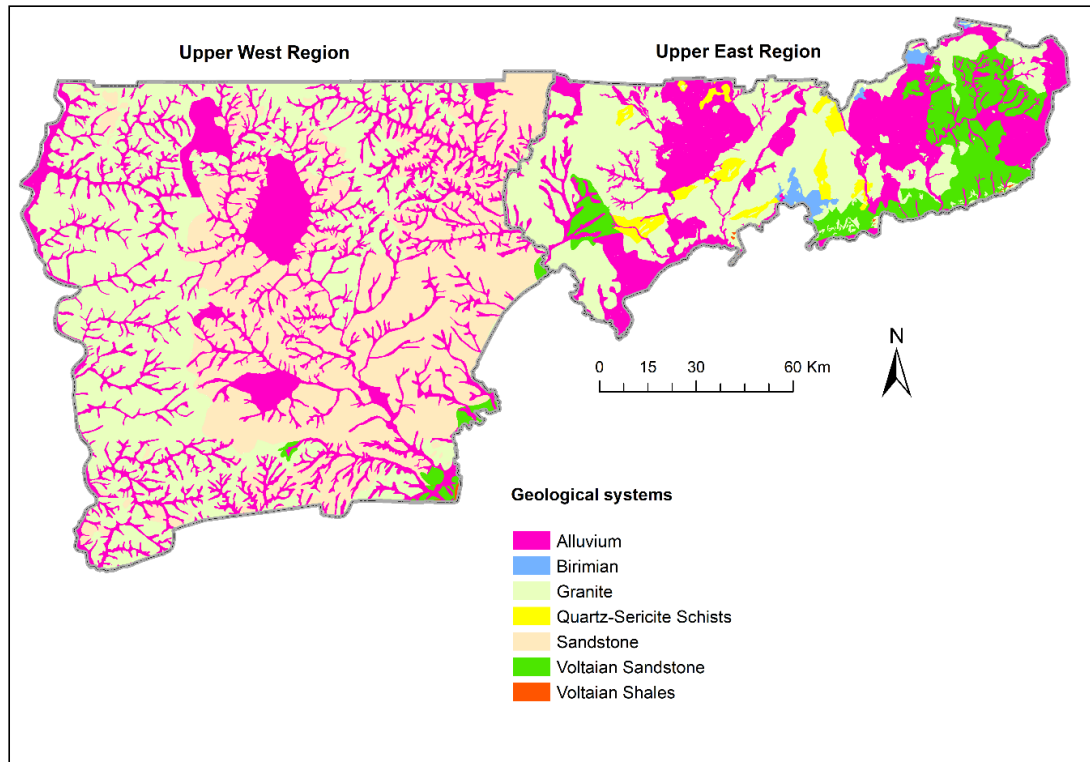 Upper West Region
Upper East Region
N
0 15 30 60 Km
Geological systems
Alluvium
Birimian
Granite
Quartz-Sericite Schists
Sandstone
Voltaian Sandstone
Voltaian Shales